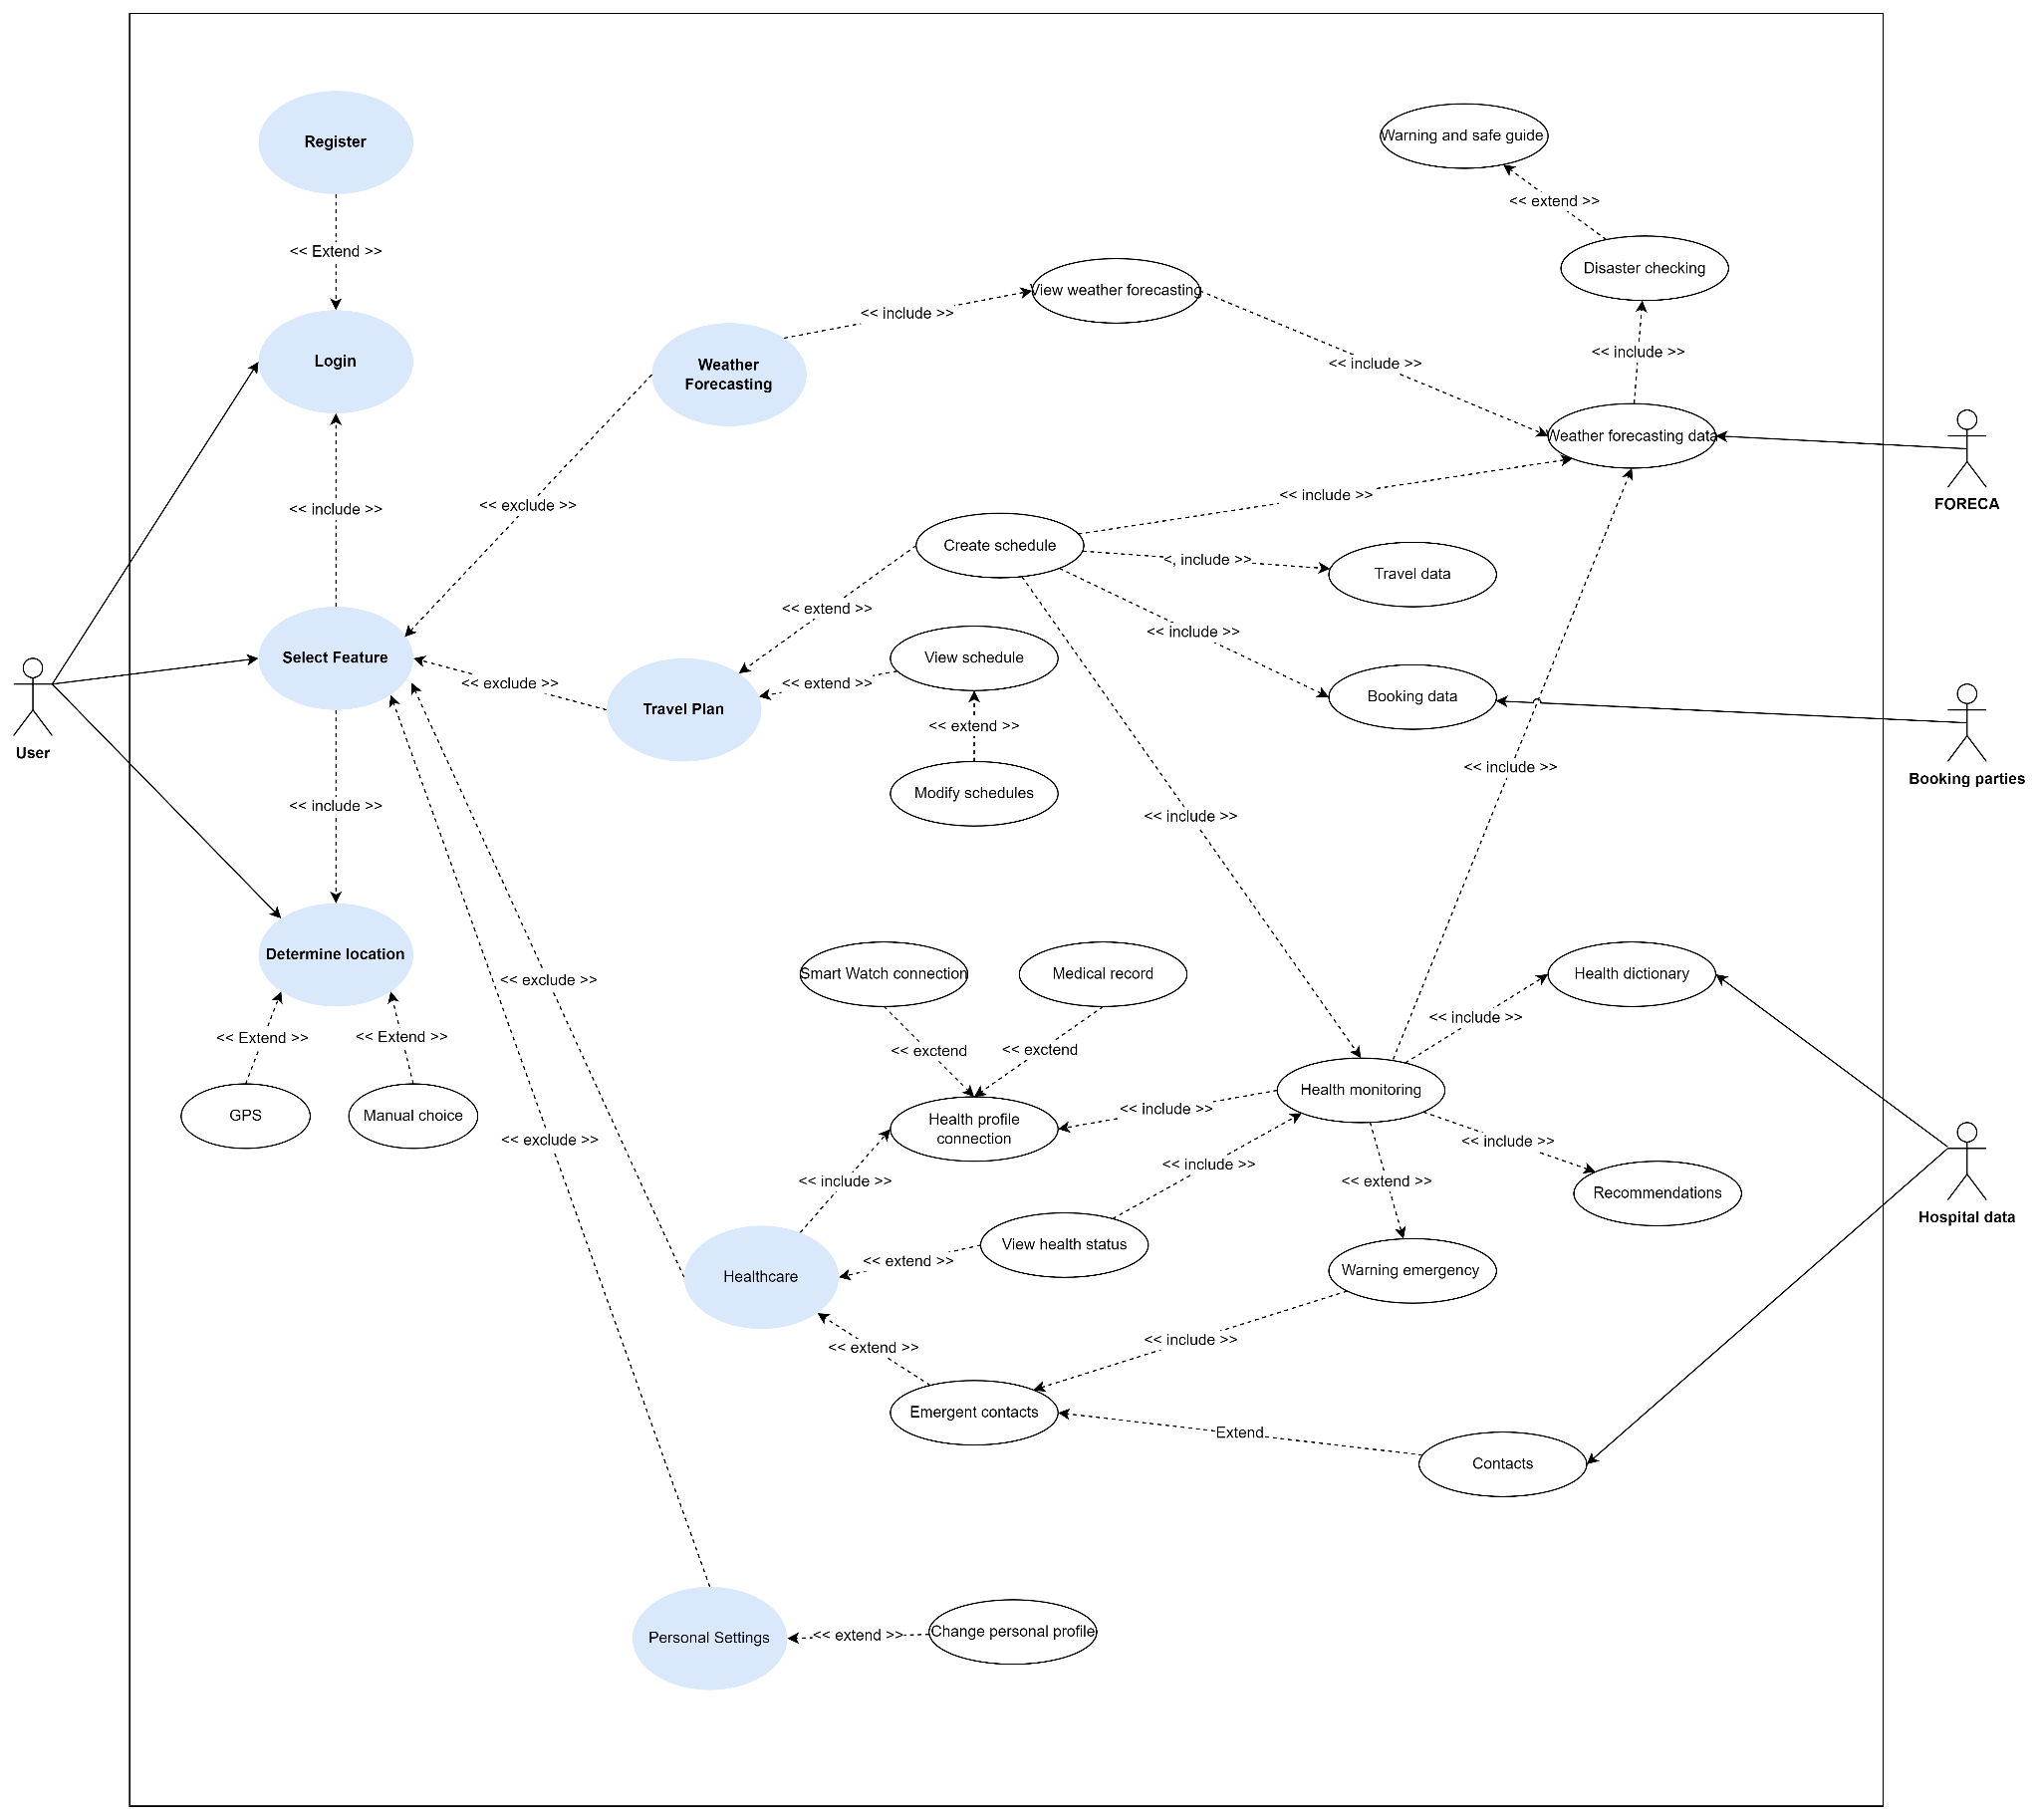 Register
Warning and safe guide
<< extend >>
<< Extend >>
Disaster checking
View weather forecasting
<< include >>
Login
<< include >>
<< include >>
Weather
Forecasting
<< include >>
Weather forecasting data
<< include >>
<< exclude >>
<< include >>
FORECA
Create schedule
<, include >>
Travel data
<< extend >>
<< include >>
Select Feature
View schedule
<< exclude >>
<< extend >>
Booking data
Travel Plan
<< extend >>
User
<< include >>
Booking parties
Modify schedules
<< include >>
<< include >>
Determine location
<< exclude >>
Smart Watch connection
Medical record
Health dictionary
<< include >>
<< Extend >>
<< Extend >>
<< exctend
<< exctend
Health monitoring
<< include >>
GPS
Manual choice
Health profile
connection
<< exclude >>
<< include >>
<< include >>
<< include >>
<< extend >>
Recommendations
Hospital data
View health status
<< extend >>
Healthcare
Warning emergency
<< include >>
<< extend >>
Emergent contacts
Extend
Contacts
Personal Settings
<< extend >>
Change personal profile